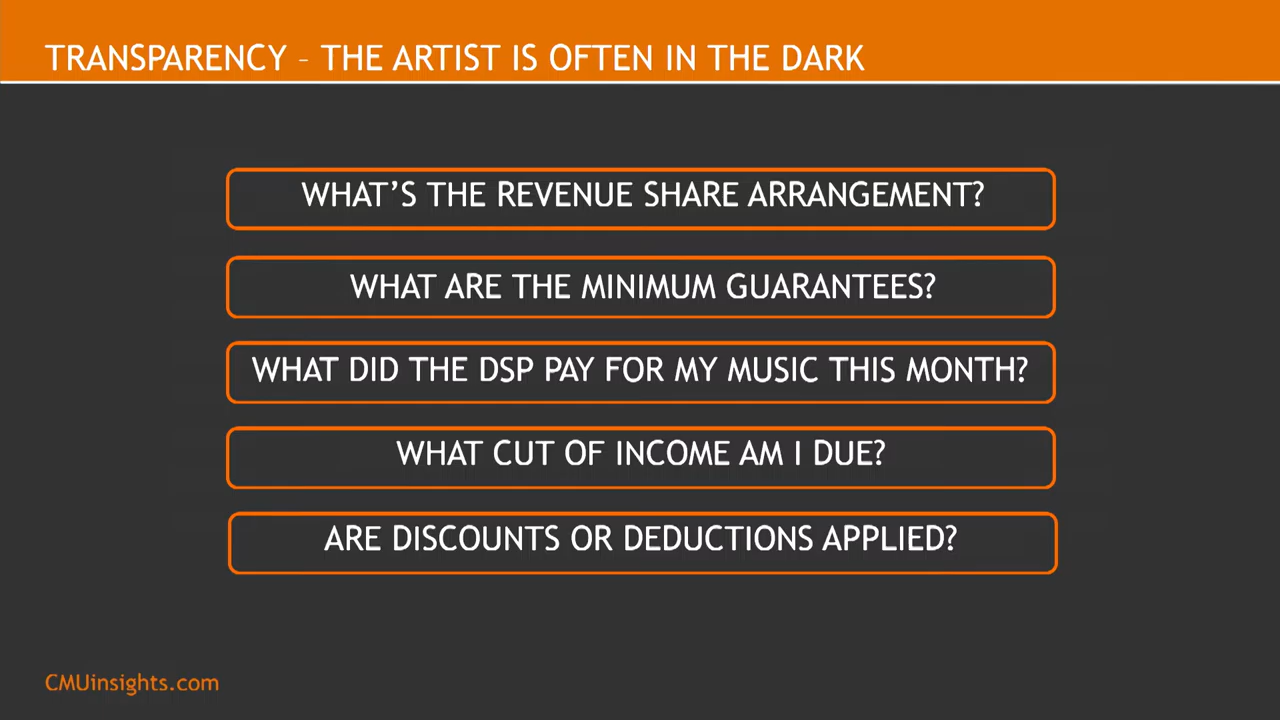 TRANSPARENCY – THE ARTIST IS OFTEN IN THE DARK
WHAT’S THE REVENUE SHARE ARRANGEMENT?
WHAT ARE THE MINIMUM GUARANTEES?
WHAT DID THE DSP PAY FOR MY MUSIC THIS MONTH?
WHAT CUT OF INCOME AM I DUE?
ARE DISCOUNTS OR DEDUCTIONS APPLIED?
CMUinsights.com